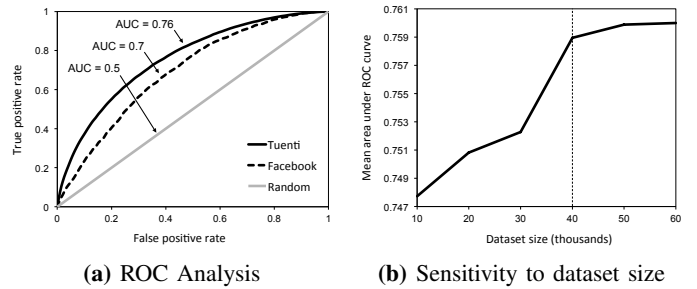 1
0.8
0.6
0.4
0.2
0
0
0.2
0.4
0.6
0.8
1
True positive rate
False positive rate
AUC = 0.76
AUC = 0.7
AUC = 0.5
Tuenti
Facebook
Random
(a) ROC Analysis
0.761
0.759
0.757
0.755
0.753
0.751
0.749
0.747
10
20
30
40
50
60
Mean area under ROC curve
Dataset size (thousands)
(b) Sensitivity to dataset size